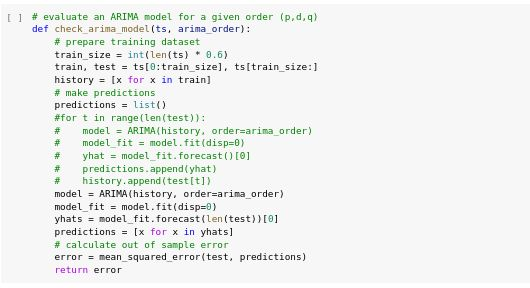 [ ] # evaluate an ARIMA model for a given order (p,d,q)
def check_arima_model(ts, arima_order):
    # prepare training dataset
    train_size = int(len(ts) * 0.6)
    train, test = ts[0:train_size], ts[train_size:]
    history = [x for x in train]
    # make predictions
    predictions = list()
    #for t in range(len(test)):
    #    model = ARIMA(history, order=arima_order)
    #    model_fit = model.fit(disp=0)
    #    yhat = model_fit.forecast()[0]
    #    predictions.append(yhat)
    #    history.append(test[t])
    model = ARIMA(history, order=arima_order)
    model_fit = model.fit(disp=0)
    yhats = model_fit.forecast(len(test))[0]
    predictions = [x for x in yhats]
    # calculate out of sample error
    error = mean_squared_error(test, predictions)
    return error